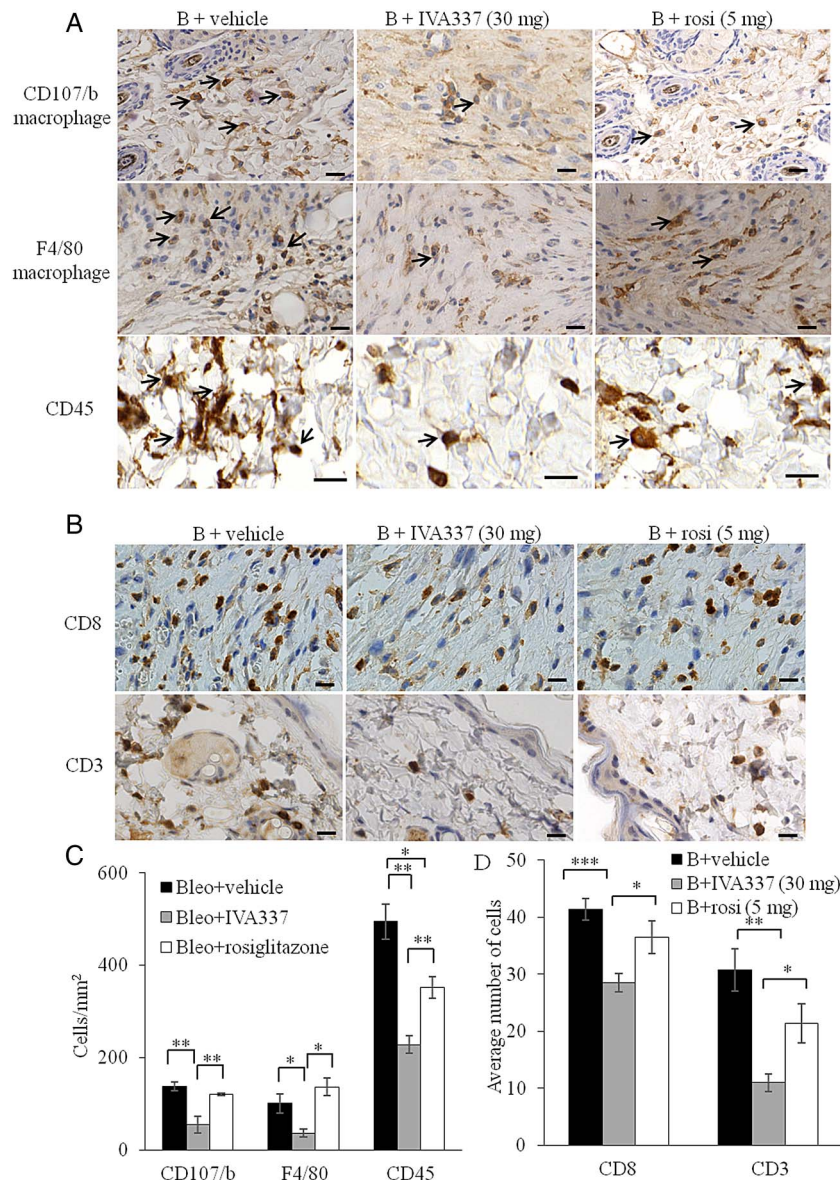 A
B + vehicle
B + IVA337 (30 mg)
B + rosi (5 mg)
CD107/b
macrophage
F4/80
macrophage
CD45
B
B + vehicle
B + IVA337 (30 mg)
B + rosi (5 mg)
CD8
CD3
C
600
400
200
0
Cells/mm²
Bleo+vehicle
Bleo+IVA337
Bleo+rosiglitazone
**
**
*
*
*
**
**
CD107/b
F4/80
CD45
D
50
40
30
20
10
0
Average number of cells
B+vehicle
B+IVA337 (30 mg)
B+rosi (5 mg)
***
*
**
*
CD8
CD3